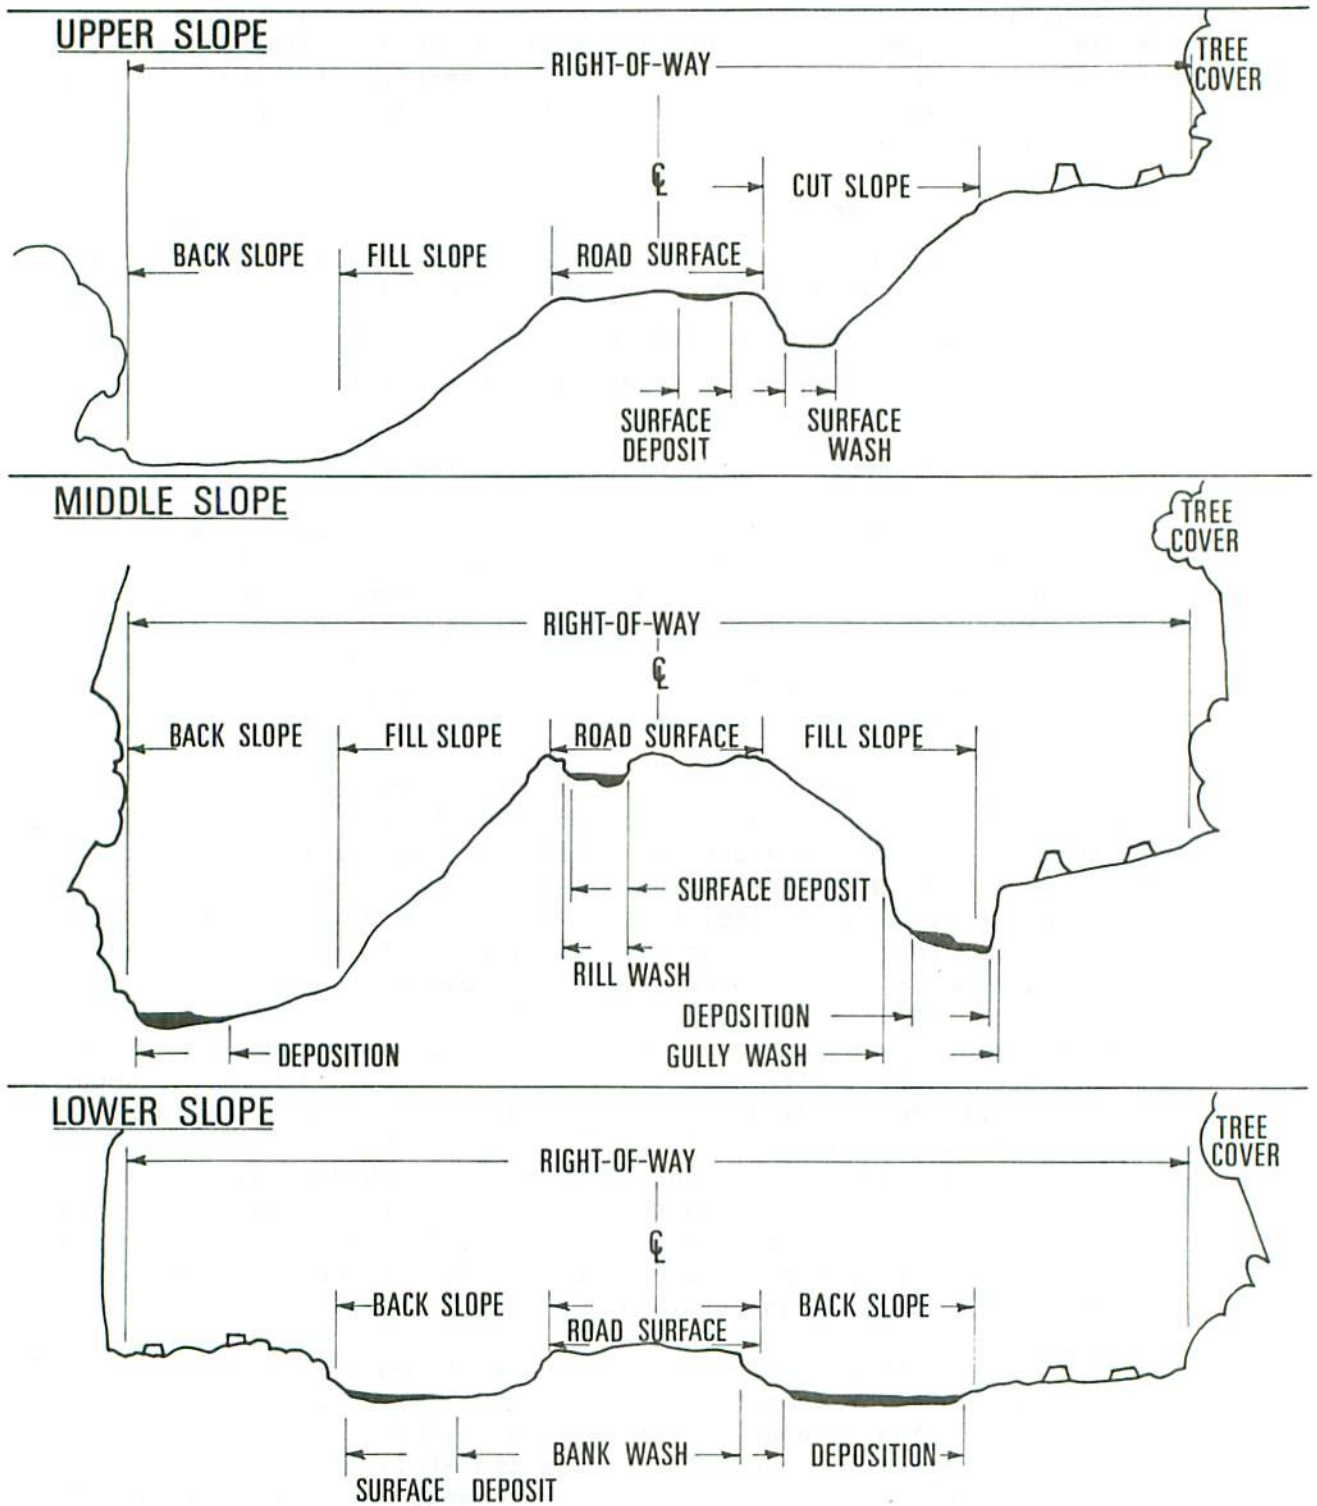 UPPER SLOPE
RIGHT-OF-WAY
TREE
COVER
℄
CUT SLOPE
BACK SLOPE
FILL SLOPE
ROAD SURFACE
SURFACE
DEPOSIT
SURFACE
WASH
MIDDLE SLOPE
TREE
COVER
RIGHT-OF-WAY
℄
BACK SLOPE
FILL SLOPE
ROAD SURFACE
FILL SLOPE
SURFACE DEPOSIT
RILL WASH
DEPOSITION
GULLY WASH
DEPOSITION
LOWER SLOPE
TREE
COVER
RIGHT-OF-WAY
℄
BACK SLOPE
ROAD SURFACE
BACK SLOPE
BANK WASH
DEPOSITION
SURFACE DEPOSIT